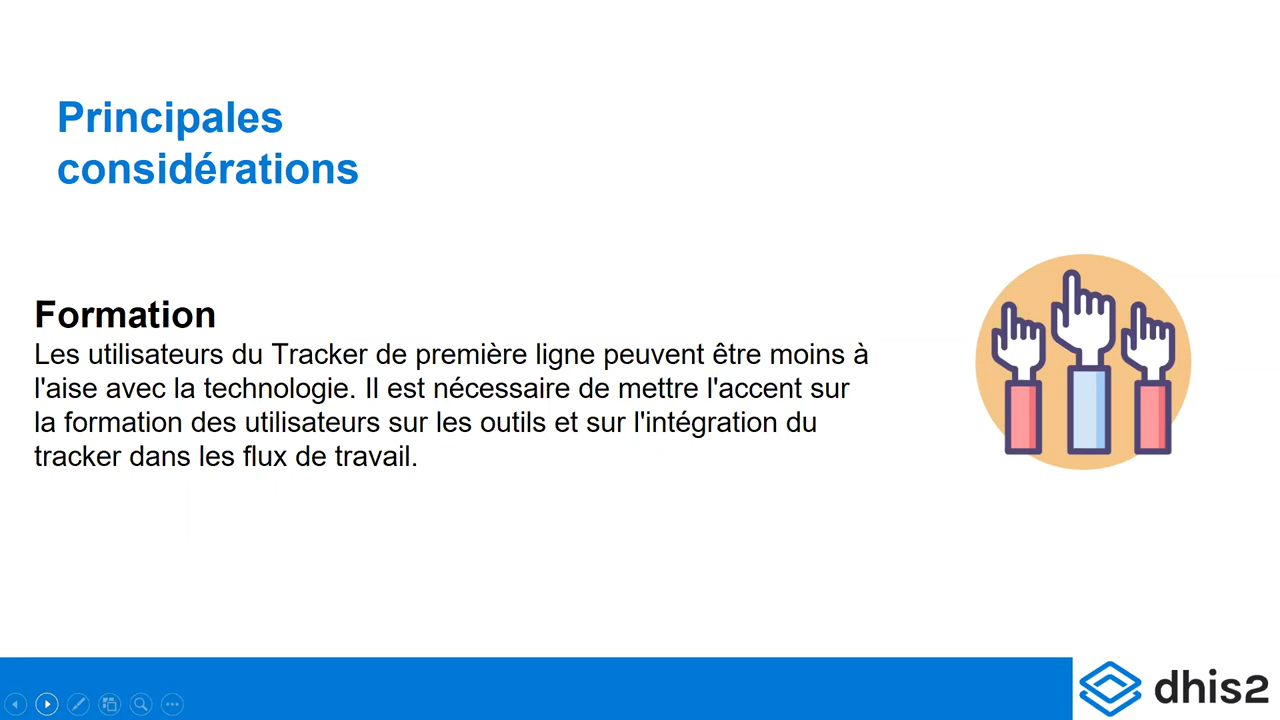 Principales
considérations
Formation
Les utilisateurs du Tracker de première ligne peuvent être moins à
l'aise avec la technologie. Il est nécessaire de mettre l'accent sur
la formation des utilisateurs sur les outils et sur l'intégration du
tracker dans les flux de travail.
dhis2